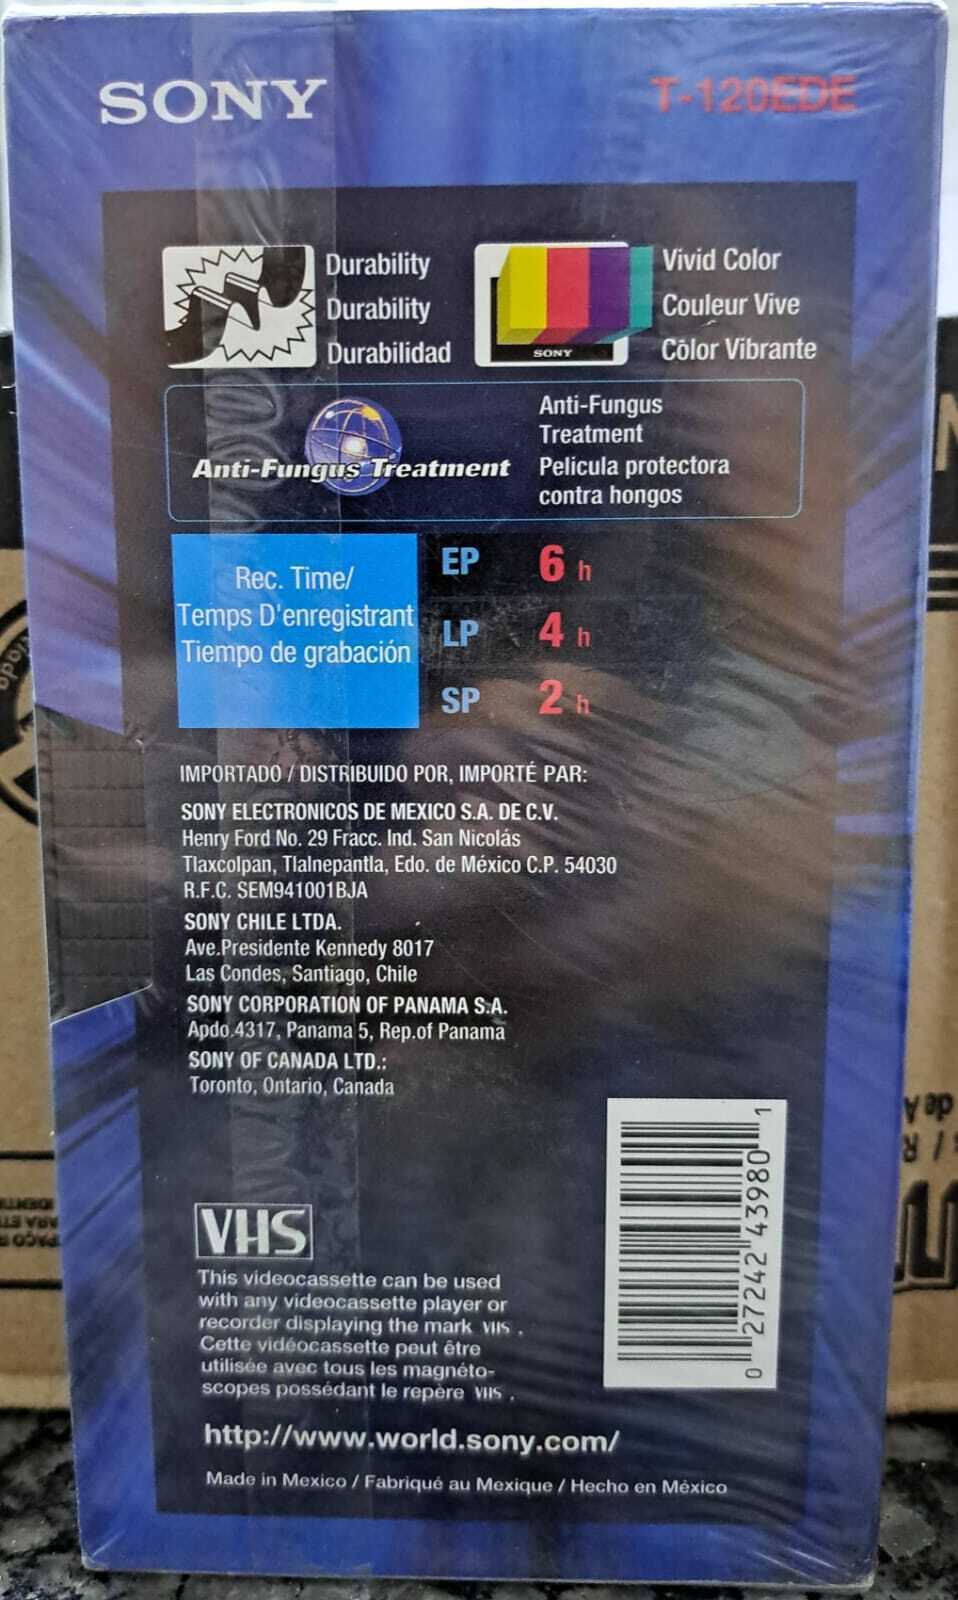 SONY
T-120EDE
Durability
Durability
Durabilidad
SONY
Vivid Color
Couleur Vive
Côlor Vibrante
Anti-Fungus Treatment
Anti-Fungus
Treatment
Pelicula protectora
contra hongos
Rec. Time/
Temps D'enregistrant
Tiempo de grabación
EP 6 h
LP 4 h
SP 2 h
IMPORTADO / DISTRIBUIDO POR, IMPORTÉ PAR:
SONY ELECTRONICOS DE MEXICO S.A. DE C.V.
Henry Ford No. 29 Fracc. Ind. San Nicolás
Tlaxcolpan, Tlalnepantla, Edo. de México C.P. 54030
R.F.C. SEM941001BJA
SONY CHILE LTDA.
Ave.Presidente Kennedy 8017
Las Condes, Santiago, Chile
SONY CORPORATION OF PANAMA S.A.
Apdo.4317, Panama 5, Rep.of Panama
SONY OF CANADA LTD.:
Toronto, Ontario, Canada
0 27242 43980 1
VHS
This videocassette can be used
with any videocassette player or
recorder displaying the mark VHS .
Cette vidéocassette peut être
utilisée avec tous les magnéto-
scopes possédant le repère VHS .
http://www.world.sony.com/
Made in Mexico / Fabriqué au Mexique / Hecho en México